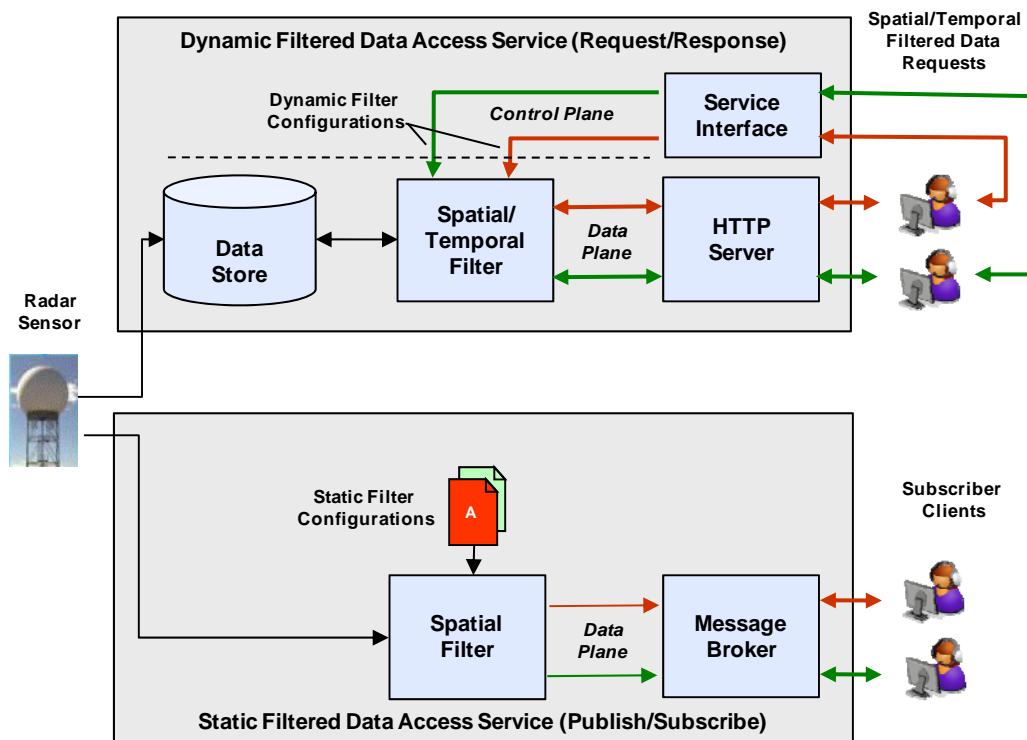 Dynamic Filtered Data Access Service (Request/Response)
Spatial/Temporal
Filtered Data
Requests
Dynamic Filter
Configurations
Control Plane
Service
Interface
Data
Store
Spatial/
Temporal
Filter
Data
Plane
HTTP
Server
Radar
Sensor
Static Filter
Configurations
A
Subscriber
Clients
Spatial
Filter
Data
Plane
Message
Broker
Static Filtered Data Access Service (Publish/Subscribe)